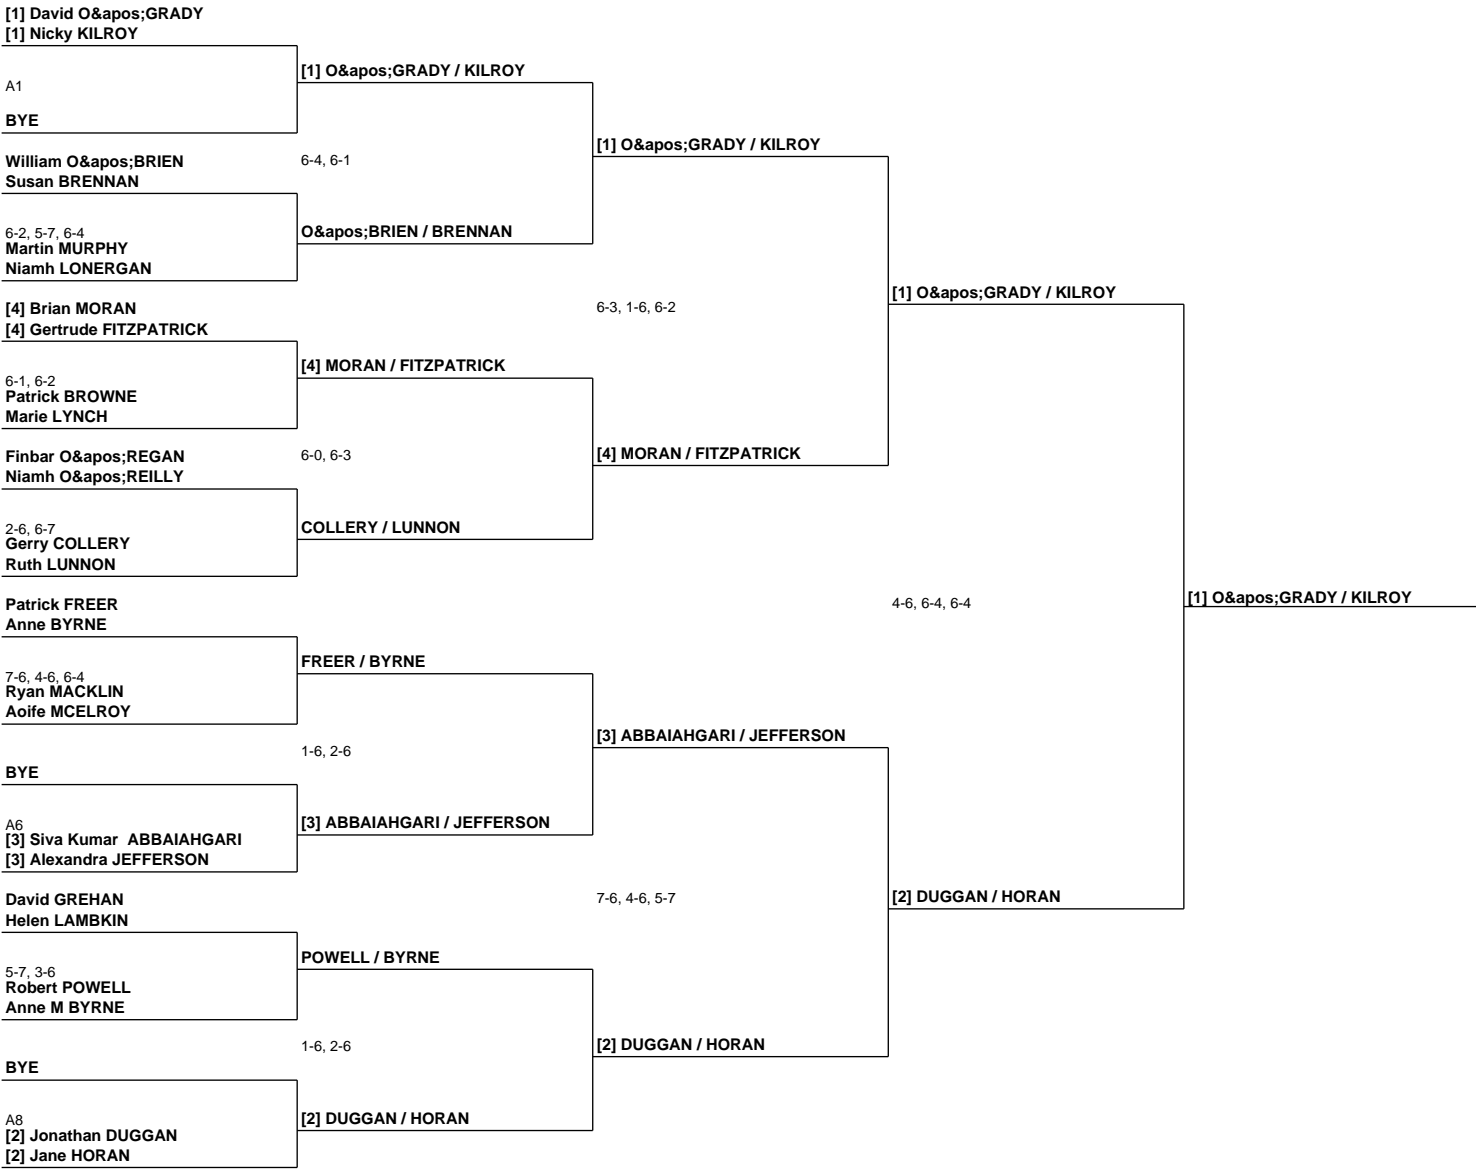 [1] David O&apos;GRADY
[1] Nicky KILROY
A1
BYE
William O&apos;BRIEN
Susan BRENNAN
6-2, 5-7, 6-4
Martin MURPHY
Niamh LONERGAN
[4] Brian MORAN
[4] Gertrude FITZPATRICK
6-1, 6-2
Patrick BROWNE
Marie LYNCH
Finbar O&apos;REGAN
Niamh O&apos;REILLY
2-6, 6-7
Gerry COLLERY
Ruth LUNNON
Patrick FREER
Anne BYRNE
7-6, 4-6, 6-4
Ryan MACKLIN
Aoife MCELROY
BYE
A6
[3] Siva Kumar  ABBAIAHGARI
[3] Alexandra JEFFERSON
David GREHAN
Helen LAMBKIN
5-7, 3-6
Robert POWELL
Anne M BYRNE
BYE
A8
[2] Jonathan DUGGAN
[2] Jane HORAN
[1] O&apos;GRADY / KILROY
6-4, 6-1
O&apos;BRIEN / BRENNAN
[4] MORAN / FITZPATRICK
6-0, 6-3
COLLERY / LUNNON
FREER / BYRNE
1-6, 2-6
[3] ABBAIAHGARI / JEFFERSON
POWELL / BYRNE
1-6, 2-6
[2] DUGGAN / HORAN
[1] O&apos;GRADY / KILROY
6-3, 1-6, 6-2
[4] MORAN / FITZPATRICK
[3] ABBAIAHGARI / JEFFERSON
7-6, 4-6, 5-7
[2] DUGGAN / HORAN
[1] O&apos;GRADY / KILROY
4-6, 6-4, 6-4
[2] DUGGAN / HORAN
[1] O&apos;GRADY / KILROY